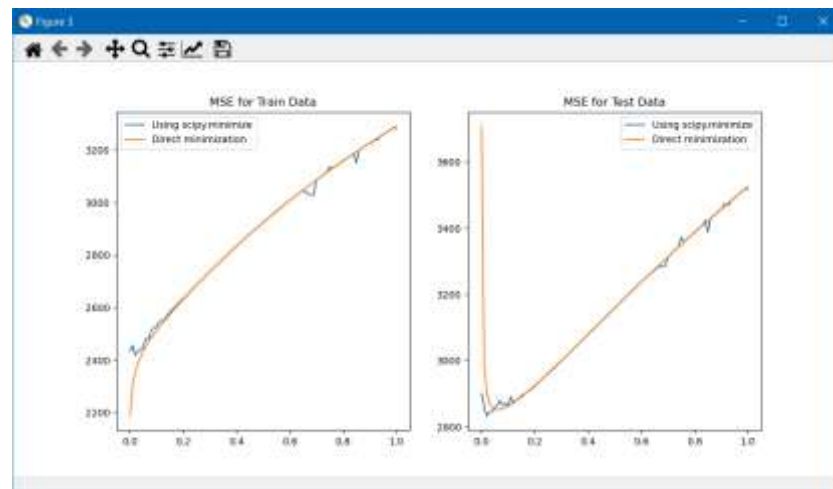 Figure 1
MSE for Train Data
Using scipy.minimize
Direct minimization
3200
3000
2800
2600
2400
2200
0.0 0.2 0.4 0.6 0.8 1.0
MSE for Test Data
Using scipy.minimize
Direct minimization
3600
3400
3200
3000
2800
0.0 0.2 0.4 0.6 0.8 1.0